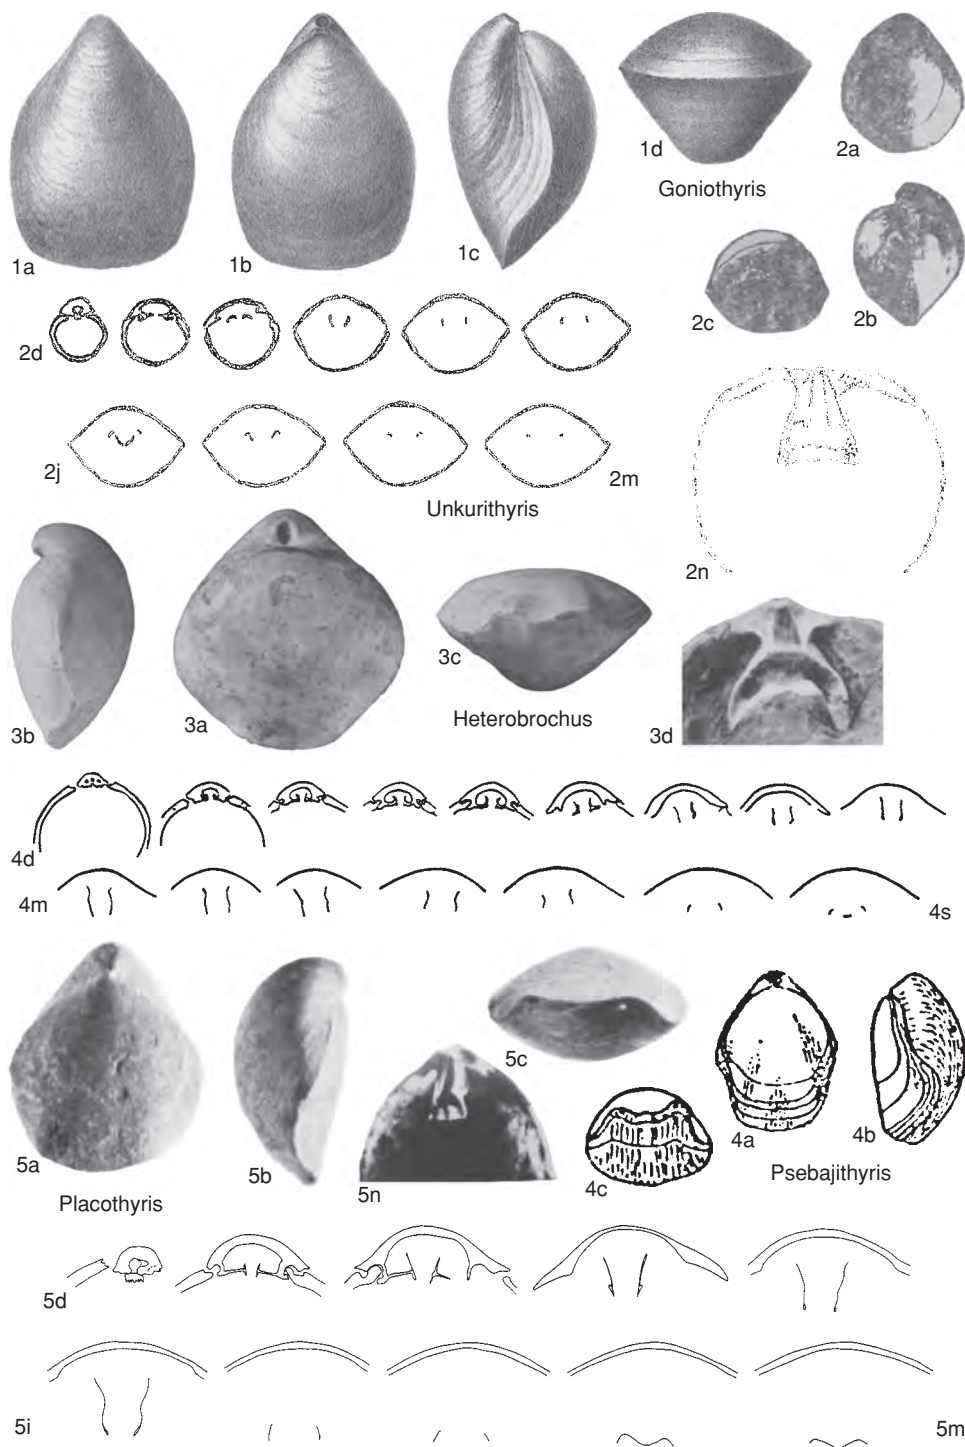 1a
1b
1c
1d
2a
Goniothyris
2c
2b
2d
2j
2m
Unkurithyris
2n
3b
3a
3c
Heterobrochus
3d
4d
4m
4s
5a
5b
5c
5n
4c
4a
4b
Placothyris
Psebajithyris
5d
5i
5m